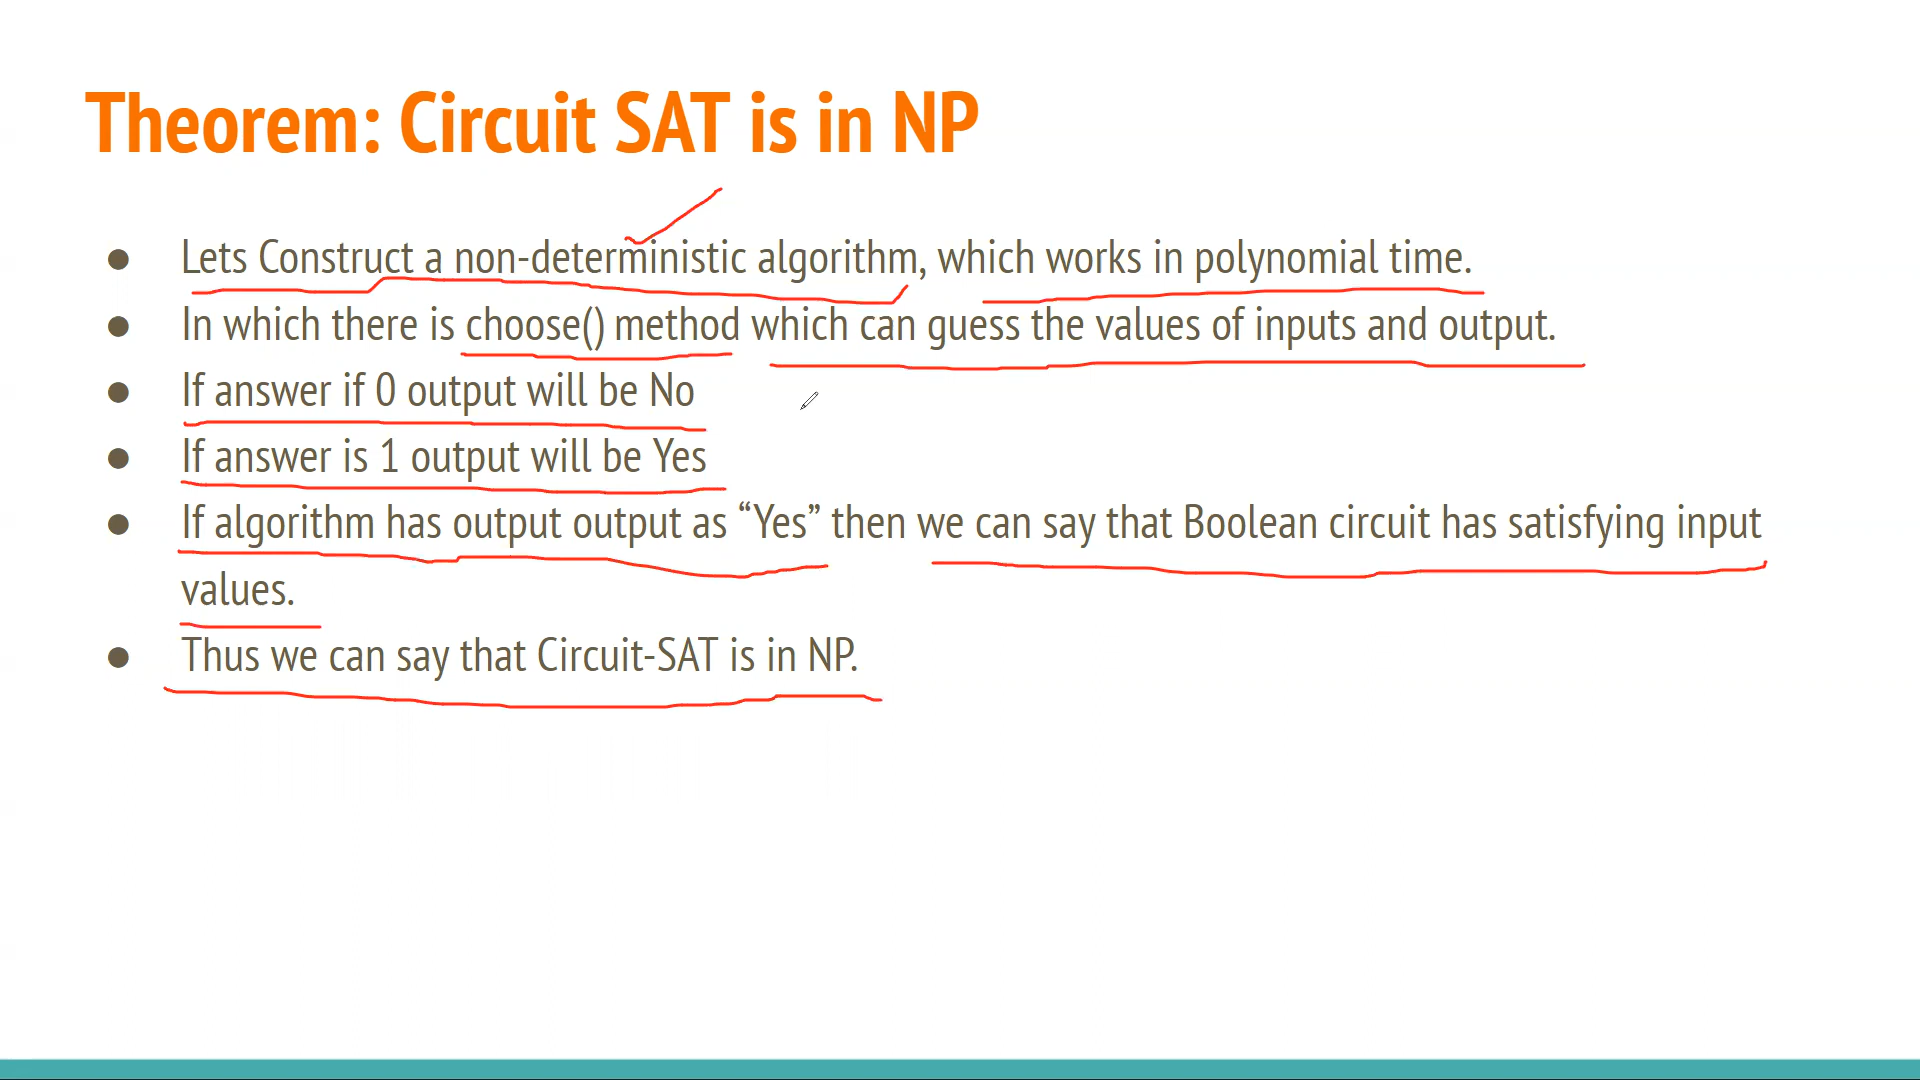 Theorem: Circuit SAT is in NP
● Lets Construct a non-deterministic algorithm, which works in polynomial time.
● In which there is choose() method which can guess the values of inputs and output.
● If answer if 0 output will be No
● If answer is 1 output will be Yes
● If algorithm has output output as “Yes” then we can say that Boolean circuit has satisfying input
values.
● Thus we can say that Circuit-SAT is in NP.